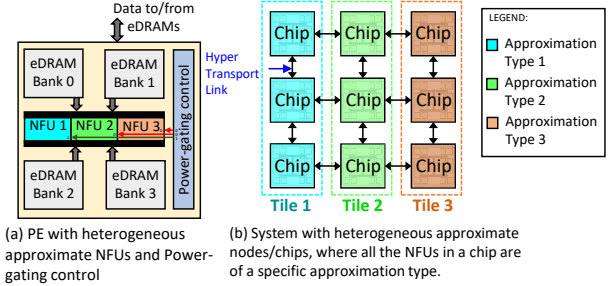 Data to/from
eDRAMs
eDRAM
Bank 0
eDRAM
Bank 1
NFU 1
NFU 2
NFU 3
eDRAM
Bank 2
eDRAM
Bank 3
Power-gating control
(a) PE with heterogeneous
approximate NFUs and Power-
gating control
Hyper
Transport
Link
Chip
Chip
Chip
Chip
Chip
Chip
Chip
Chip
Chip
Tile 1
Tile 2
Tile 3
(b) System with heterogeneous approximate
nodes/chips, where all the NFUs in a chip are
of a specific approximation type.
LEGEND:
Approximation
Type 1
Approximation
Type 2
Approximation
Type 3